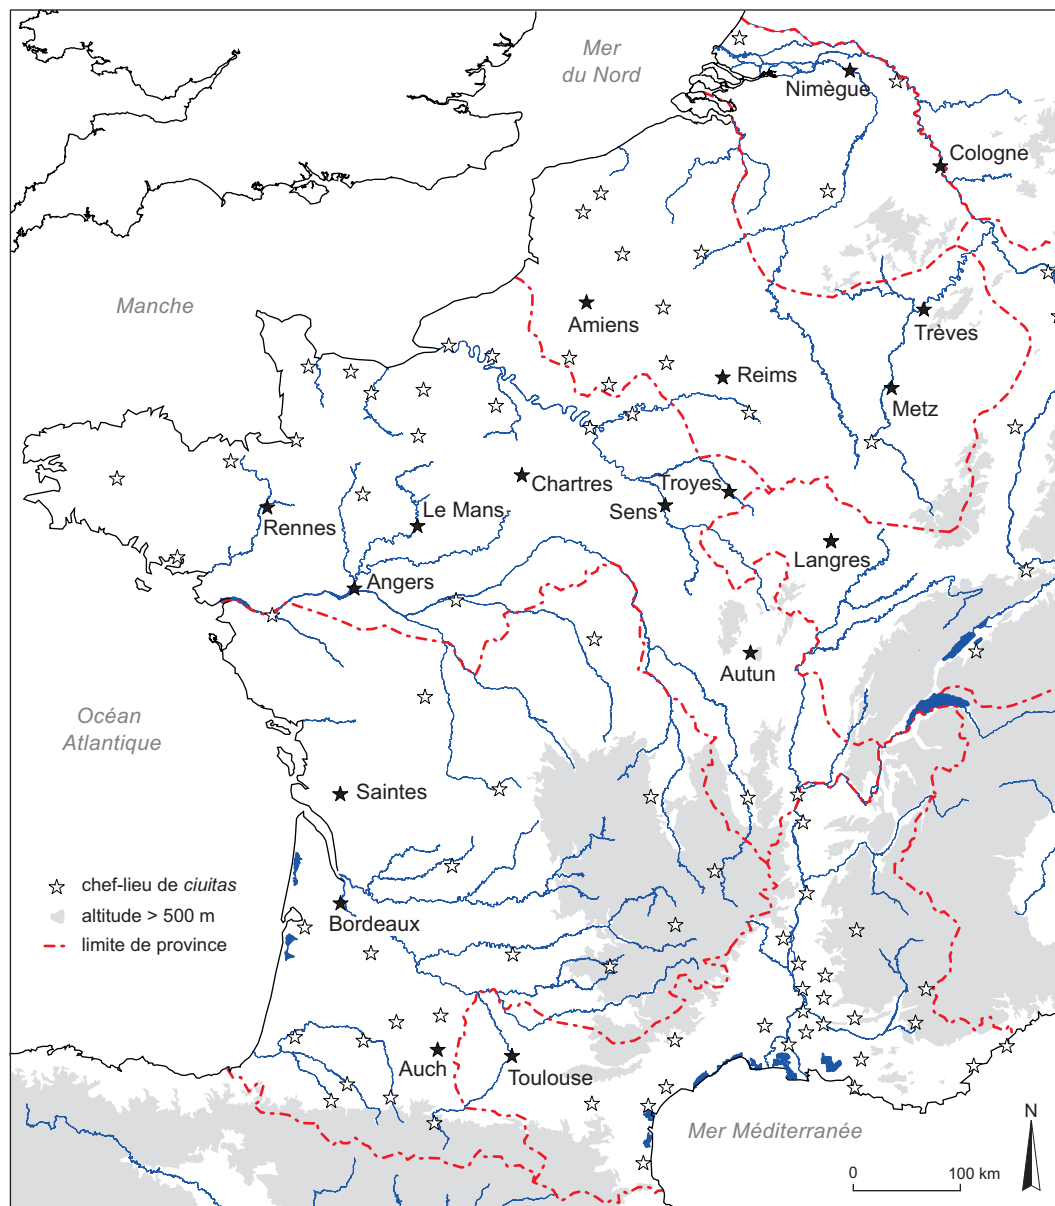 Mer
du Nord
Nimègue
Cologne
Manche
Amiens
Trèves
Reims
Metz
Chartres
Troyes
Sens
Le Mans
Rennes
Langres
Angers
Autun
Océan
Atlantique
Saintes
chef-lieu de ciuitas
altitude > 500 m
limite de province
Bordeaux
Auch
Toulouse
Mer Méditerranée
N
0 100 km